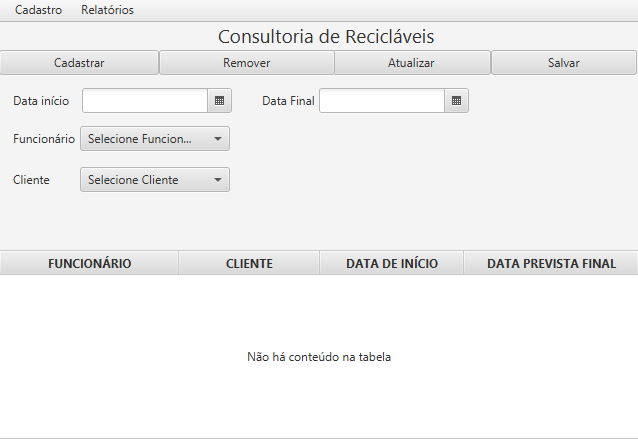 Cadastro Relatórios
Consultoria de Recicláveis
Cadastrar Remover Atualizar Salvar
Data início Data Final
Funcionário Selecione Funcion...
Cliente Selecione Cliente
FUNCIONÁRIO CLIENTE DATA DE INÍCIO DATA PREVISTA FINAL
Não há conteúdo na tabela